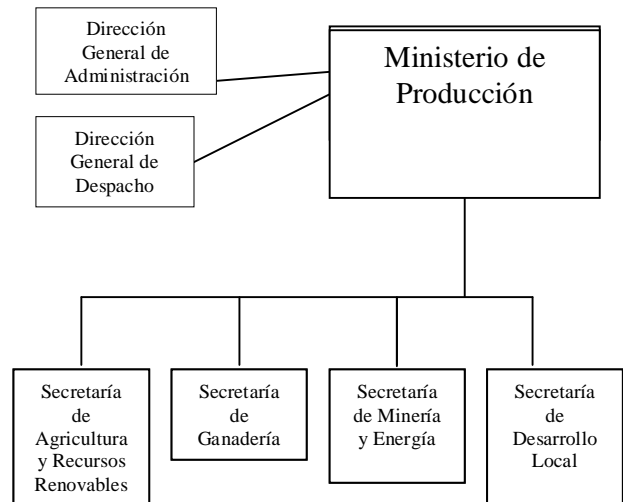 Dirección
General de
Administración
Ministerio de
Producción
Dirección
General de
Despacho
Secretaría
de
Agricultura
y Recursos
Renovables
Secretaría
de
Ganadería
Secretaría
de Minería
y Energía
Secretaría
de
Desarrollo
Local